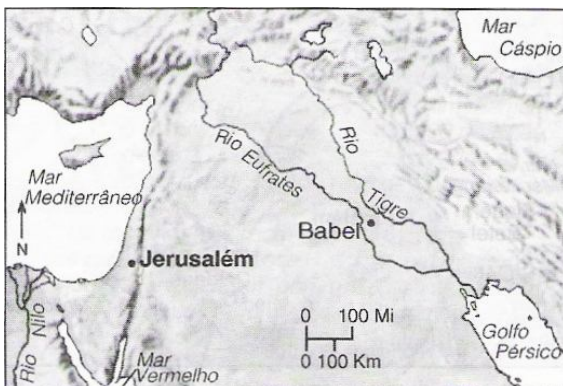 Mar
Cáspio
Rio
Rio Eufrates
Tigre
Mar
Mediterrâneo
N
Babel
Jerusalém
Rio Nilo
Mar
Vermelho
0 100 Mi
0 100 Km
Golfo
Pérsico